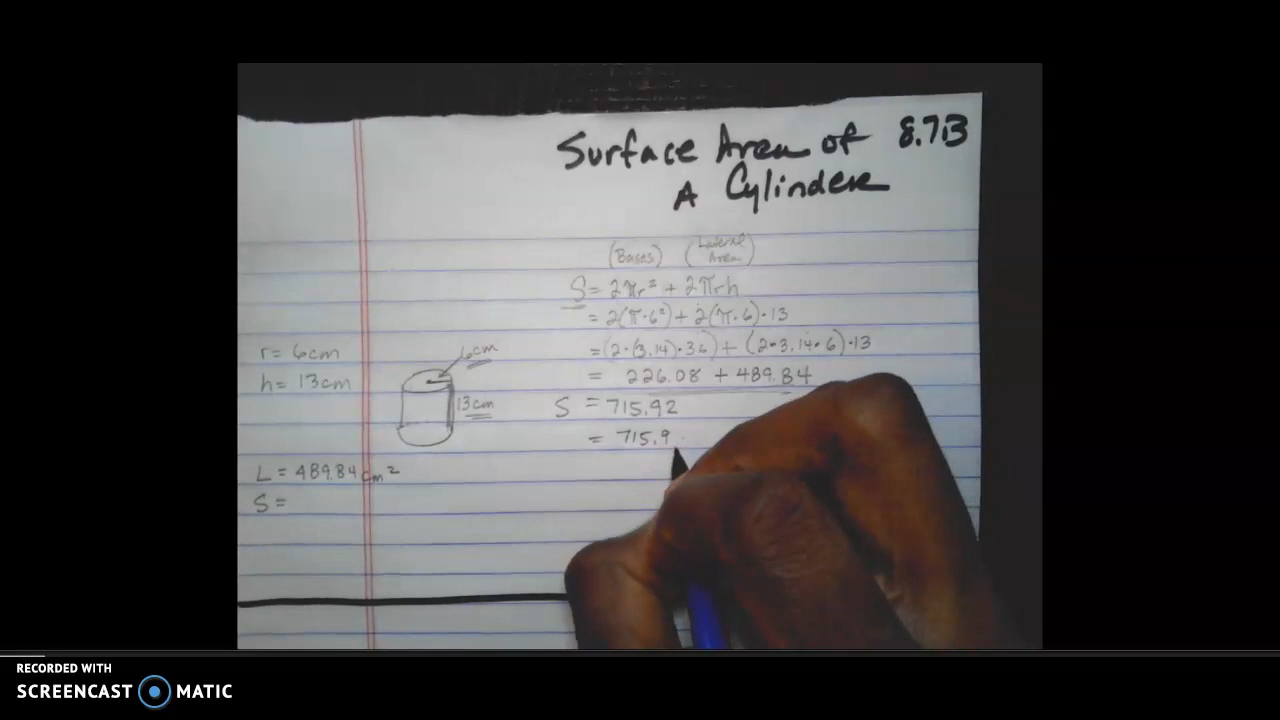 Surface Area of 8.7B
A Cylinder
(Bases) (Lateral Area)
S = 2πr² + 2πrh
= 2(π·6²) + 2(π·6)·13
= (2·(3.14)·36) + (2·3.14·6)·13
= 226.08 + 489.84
S = 715.92
= 715.9
r = 6cm
h = 13cm
6cm
13cm
L = 489.84 cm²
S =
RECORDED WITH
SCREENCAST MATIC